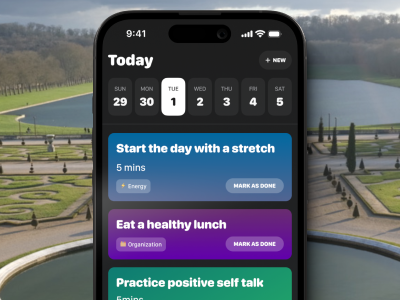 9:41
Today
+ NEW
SUN MON TUE WED THU FRI SAT
29 30 1 2 3 4 5
Start the day with a stretch
5 mins
Energy
MARK AS DONE
Eat a healthy lunch
Organization
MARK AS DONE
Practice positive self talk
5mins